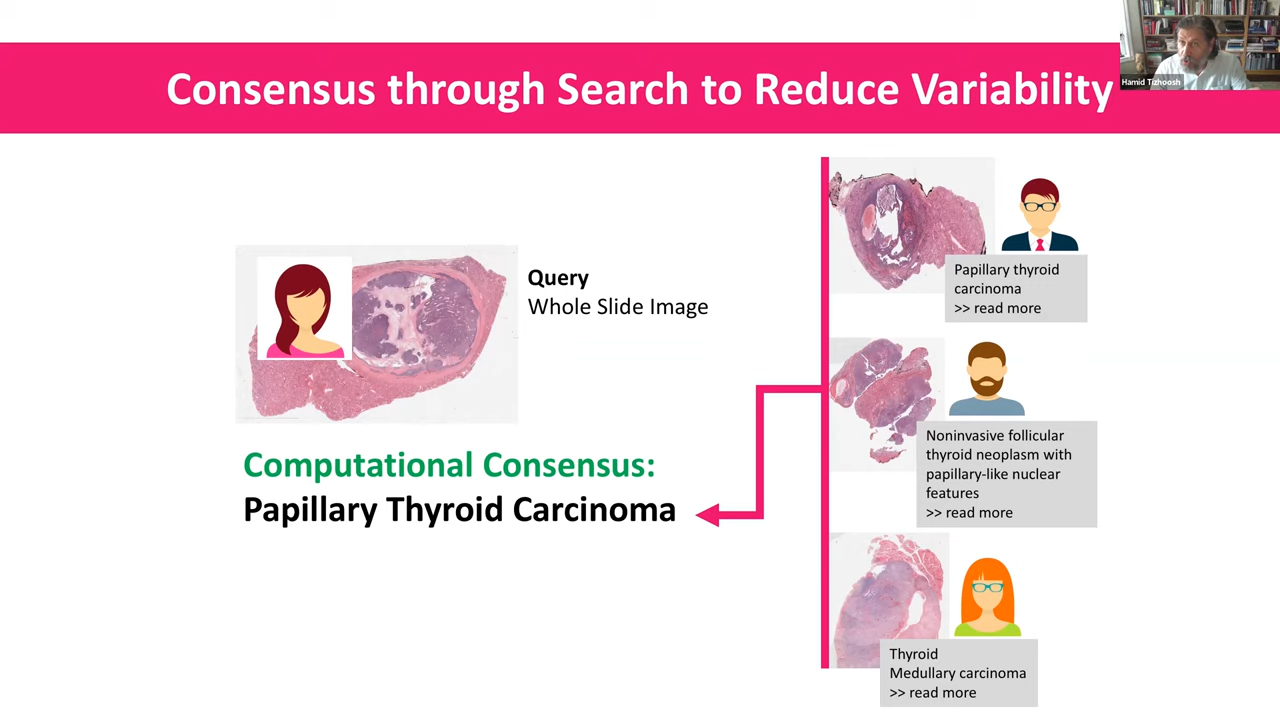 Consensus through Search to Reduce Variability
Hamid Tizhoosh
Query
Whole Slide Image
Computational Consensus:
Papillary Thyroid Carcinoma
Papillary thyroid
carcinoma
>> read more
Noninvasive follicular
thyroid neoplasm with
papillary-like nuclear
features
>> read more
Thyroid
Medullary carcinoma
>> read more